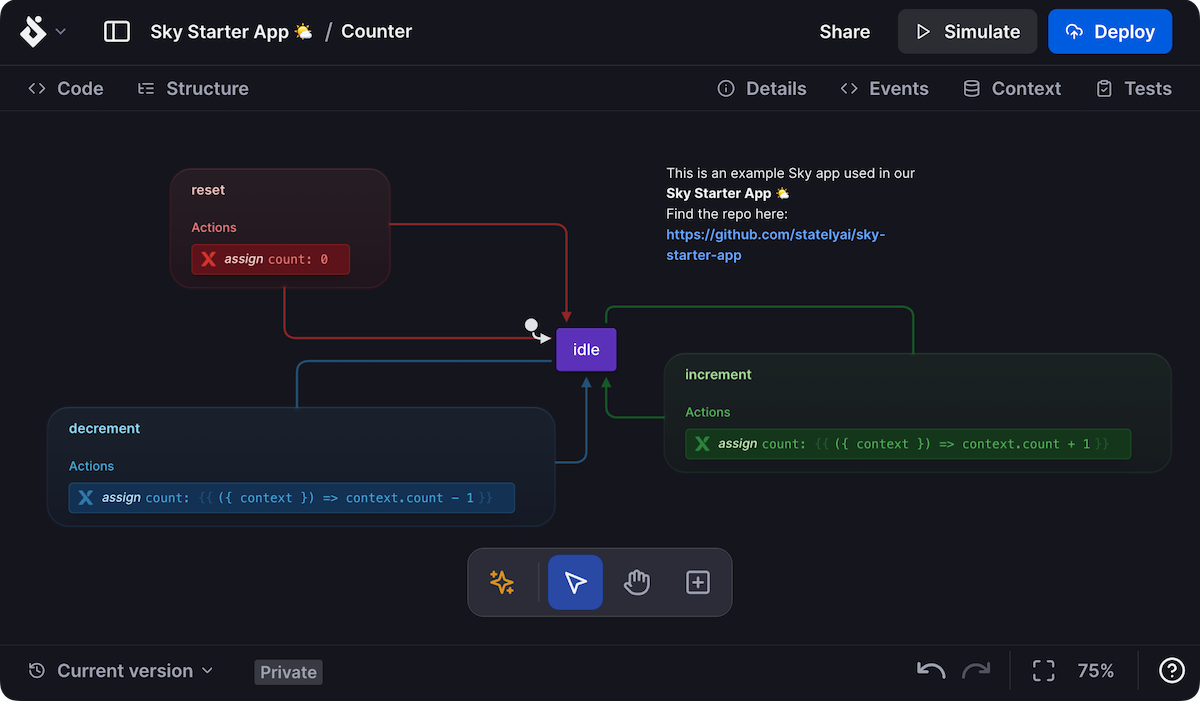 Sky Starter App 🌤️ / Counter
Share
Simulate
Deploy
Code
Structure
Details
Events
Context
Tests
reset
Actions
assign count: 0
This is an example Sky app used in our
Sky Starter App 🌤️
Find the repo here:
https://github.com/statelyai/sky-
starter-app
idle
increment
Actions
assign count: {{ ({ context }) => context.count + 1 }}
decrement
Actions
assign count: {{ ({ context }) => context.count - 1 }}
Current version
Private
75%